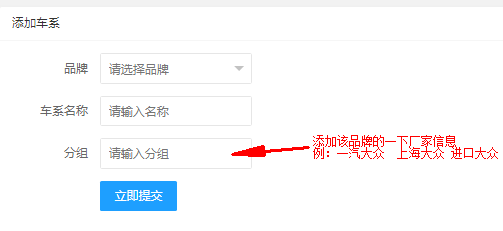 添加车系
品牌 请选择品牌
车系名称 请输入名称
分组 请输入分组
添加该品牌的一下厂家信息
例：一汽大众 上海大众 进口大众
立即提交